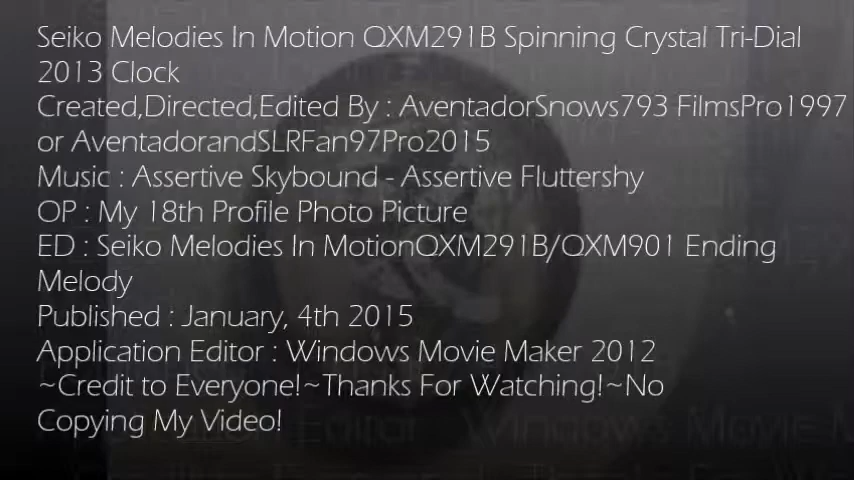 Seiko Melodies In Motion QXM291B Spinning Crystal Tri-Dial
2013 Clock
Created,Directed,Edited By : AventadorSnows793 FilmsPro1997
or AventadorandSLRFan97Pro2015
Music : Assertive Skybound - Assertive Fluttershy
OP : My 18th Profile Photo Picture
ED : Seiko Melodies In MotionQXM291B/QXM901 Ending
Melody
Published : January, 4th 2015
Application Editor : Windows Movie Maker 2012
~Credit to Everyone!~Thanks For Watching!~No
Copying My Video!